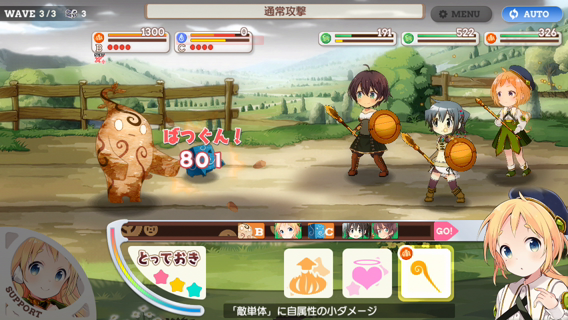 WAVE 3/3 3
通常攻撃
MENU
AUTO
B 1300
C 0
191
522
326
ばつぐん!
801
B C GO!
とっておき
SUPPORT
「敵単体」に自属性の小ダメージ